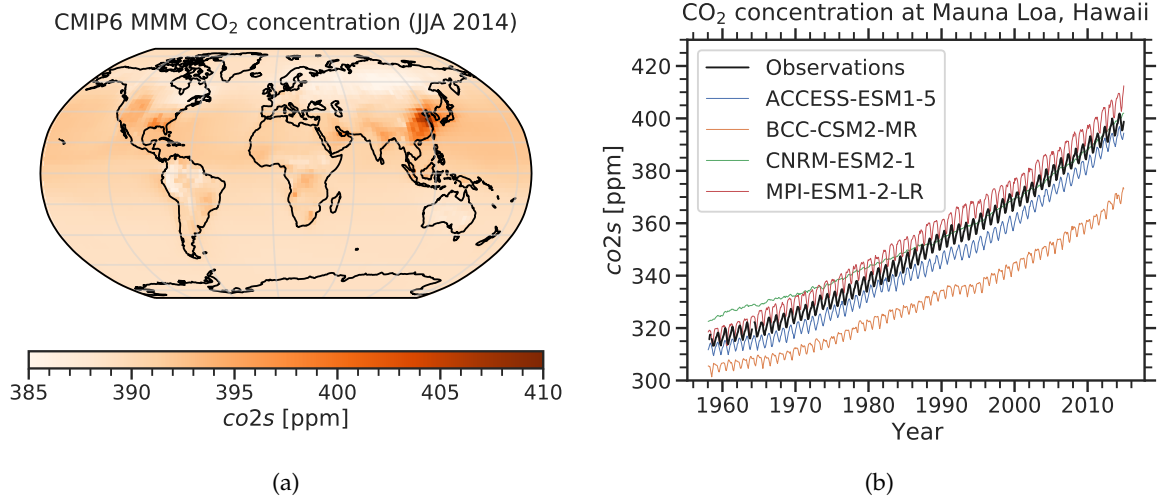 CMIP6 MMM CO₂ concentration (JJA 2014)
385 390 395 400 405 410
co2s [ppm]
(a)
CO₂ concentration at Mauna Loa, Hawaii
420
400
380
360
340
320
300
co2s [ppm]
Observations
ACCESS-ESM1-5
BCC-CSM2-MR
CNRM-ESM2-1
MPI-ESM1-2-LR
1960 1970 1980 1990 2000 2010
Year
(b)